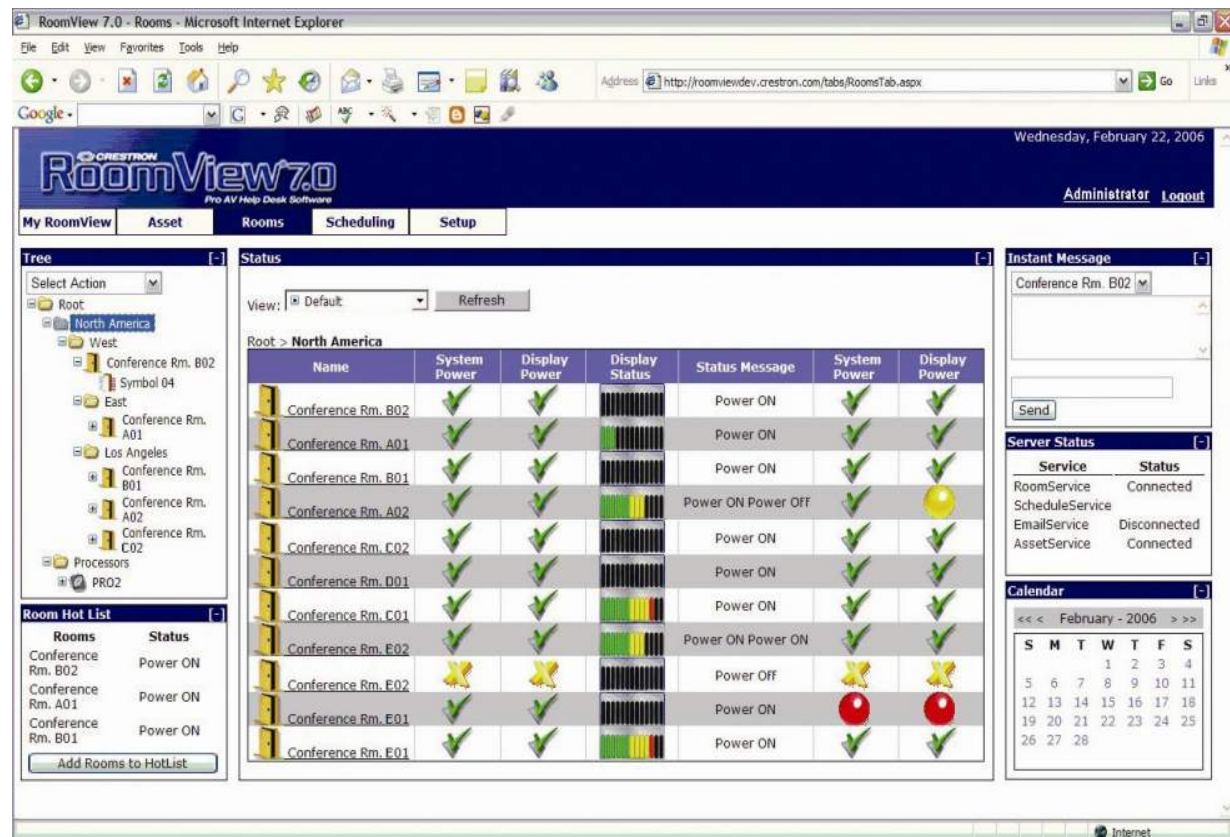 RoomView 7.0 - Rooms - Microsoft Internet Explorer
File Edit View Favorites Tools Help
Address http://roomviewdev.crestron.com/tabs/RoomsTab.aspx Go Links
Google
Wednesday, February 22, 2006
CRESTRON
RoomView 7.0
Pro AV Help Desk Software
Administrator Logout
My RoomView Asset Rooms Scheduling Setup
Tree [-]
Select Action
Root
North America
West
Conference Rm. B02
Symbol 04
East
Conference Rm.
A01
Los Angeles
Conference Rm.
B01
Conference Rm.
A02
Conference Rm.
C02
Processors
PRO2
Room Hot List [-]
Rooms Status
Conference
Rm. B02 Power ON
Conference
Rm. A01 Power ON
Conference
Rm. B01 Power ON
Add Rooms to HotList
Status [-]
View: Default Refresh
Root > North America
Name System Power Display Power Display Status Status Message System Power Display Power
Conference Rm. B02 Power ON
Conference Rm. A01 Power ON
Conference Rm. B01 Power ON
Conference Rm. A02 Power ON Power Off
Conference Rm. C02 Power ON
Conference Rm. D01 Power ON
Conference Rm. C01 Power ON
Conference Rm. E02 Power ON Power ON
Conference Rm. E02 Power Off
Conference Rm. E01 Power ON
Conference Rm. E01 Power ON
Instant Message [-]
Conference Rm. B02
Send
Server Status [-]
Service Status
RoomService Connected
ScheduleService
EmailService Disconnected
AssetService Connected
Calendar [-]
<< < February - 2006 > >>
S M T W T F S
1 2 3 4
5 6 7 8 9 10 11
12 13 14 15 16 17 18
19 20 21 22 23 24 25
26 27 28
Internet